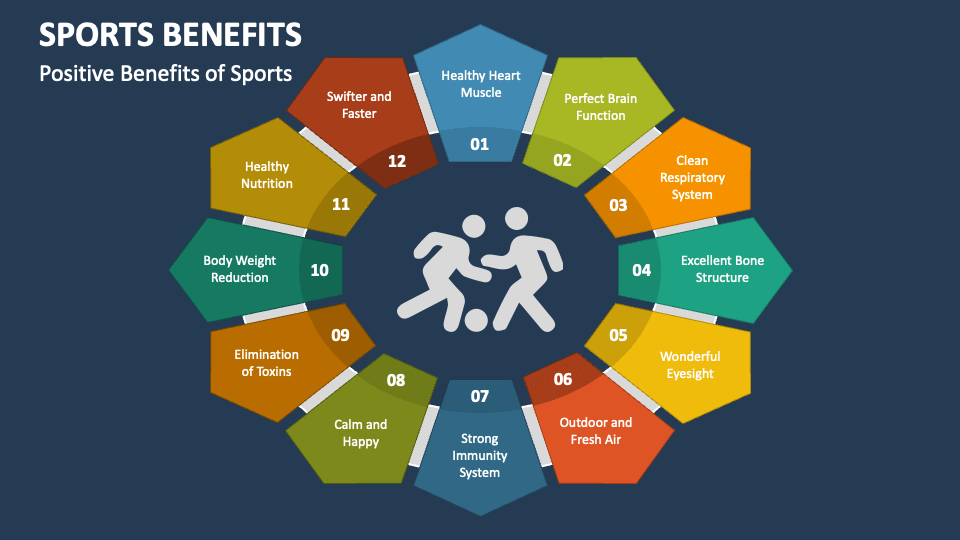 SPORTS BENEFITS
Positive Benefits of Sports
Healthy Heart
Muscle
01
Perfect Brain
Function
02
Clean
Respiratory
System
03
Excellent Bone
Structure
04
Wonderful
Eyesight
05
Outdoor and
Fresh Air
06
Strong
Immunity
System
07
Calm and
Happy
08
Elimination
of Toxins
09
Body Weight
Reduction
10
Healthy
Nutrition
11
Swifter and
Faster
12